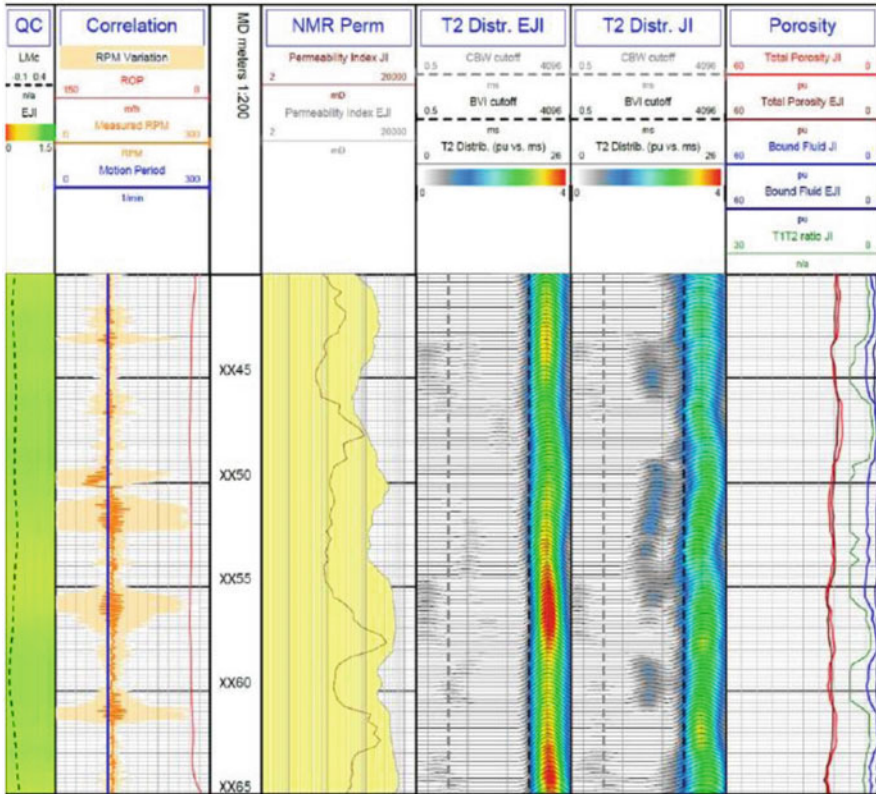 QC
LMc
-0.1 0.4
n/a
EJI
0 1.5
Correlation
RPM Variation
ROP
150 0
m/h
Measured RPM
0 300
RPM
Motion Period
0 300
1/min
MD meters 1:200
NMR Perm
Permeability Index JI
2 20000
mD
Permeability Index EJI
2 20000
mD
T2 Distr. EJI
CBW cutoff
0.5 4096
ms
BVI cutoff
0.5 4096
ms
T2 Distrib. (pu vs. ms)
0 26
0 4
T2 Distr. JI
CBW cutoff
0.5 4096
ms
BVI cutoff
0.5 4096
ms
T2 Distrib. (pu vs. ms)
0 26
0 4
Porosity
Total Porosity JI
60 0
pu
Total Porosity EJI
60 0
pu
Bound Fluid JI
60 0
pu
Bound Fluid EJI
60 0
pu
T1T2 ratio JI
30 0
n/a
XX45
XX50
XX55
XX60
XX65